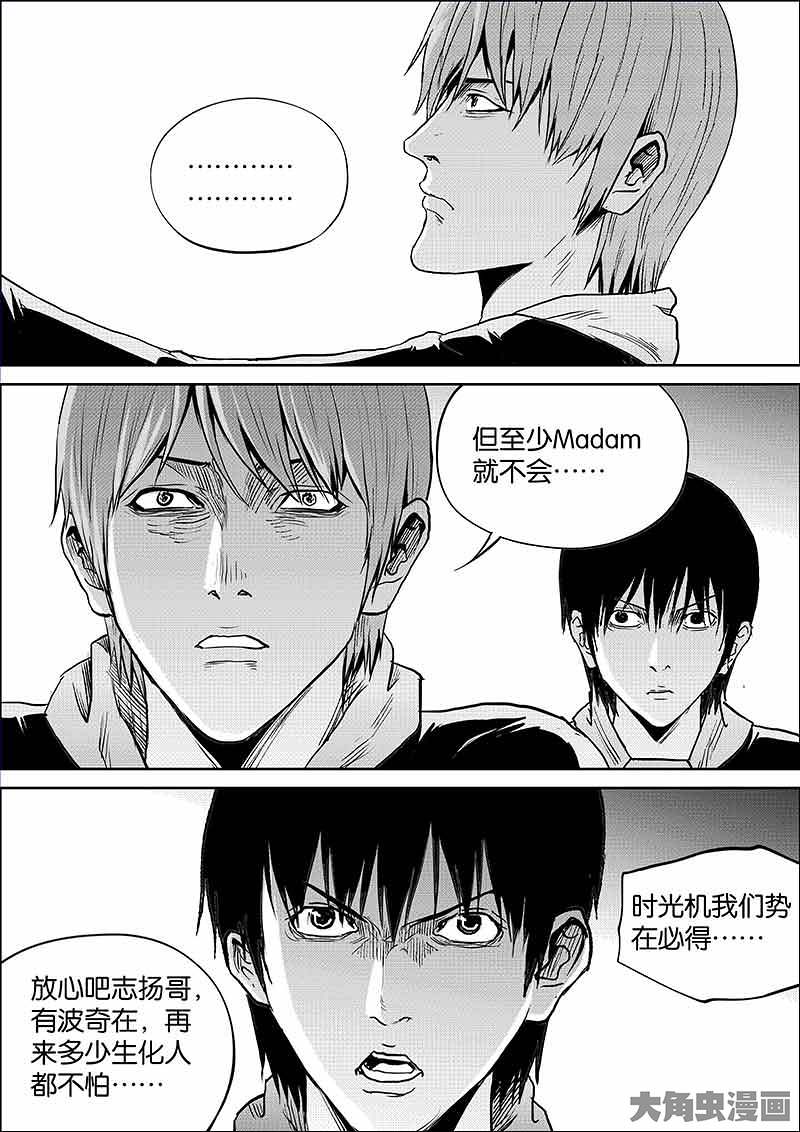 …………
…………
但至少Madam
就不会……
放心吧志扬哥，
有波奇在，再
来多少生化人
都不怕……
时光机我们势
在必得……
大角虫漫画